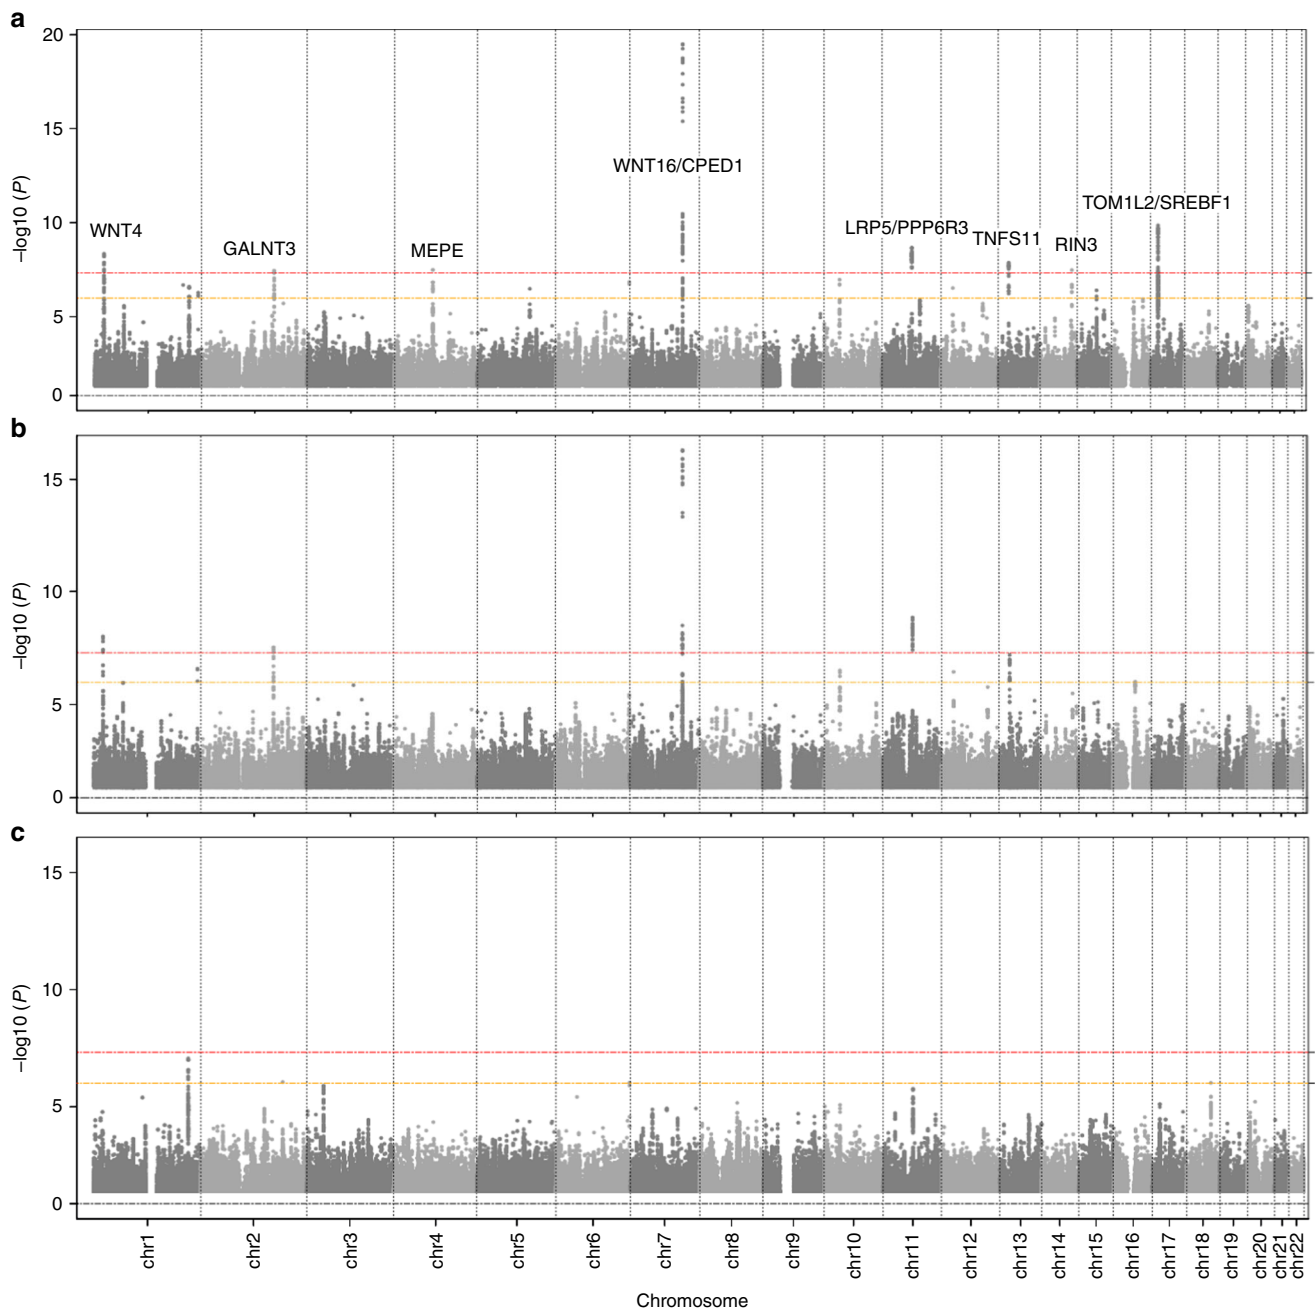 a
20
15
10
5
0
–log10 (P)
WNT4
GALNT3
MEPE
WNT16/CPED1
LRP5/PPP6R3
TNFS11
RIN3
TOM1L2/SREBF1
b
15
10
5
0
–log10 (P)
c
15
10
5
0
–log10 (P)
chr1
chr2
chr3
chr4
chr5
chr6
chr7
chr8
chr9
chr10
chr11
chr12
chr13
chr14
chr15
chr16
chr17
chr18
chr19
chr20
chr21
chr22
Chromosome